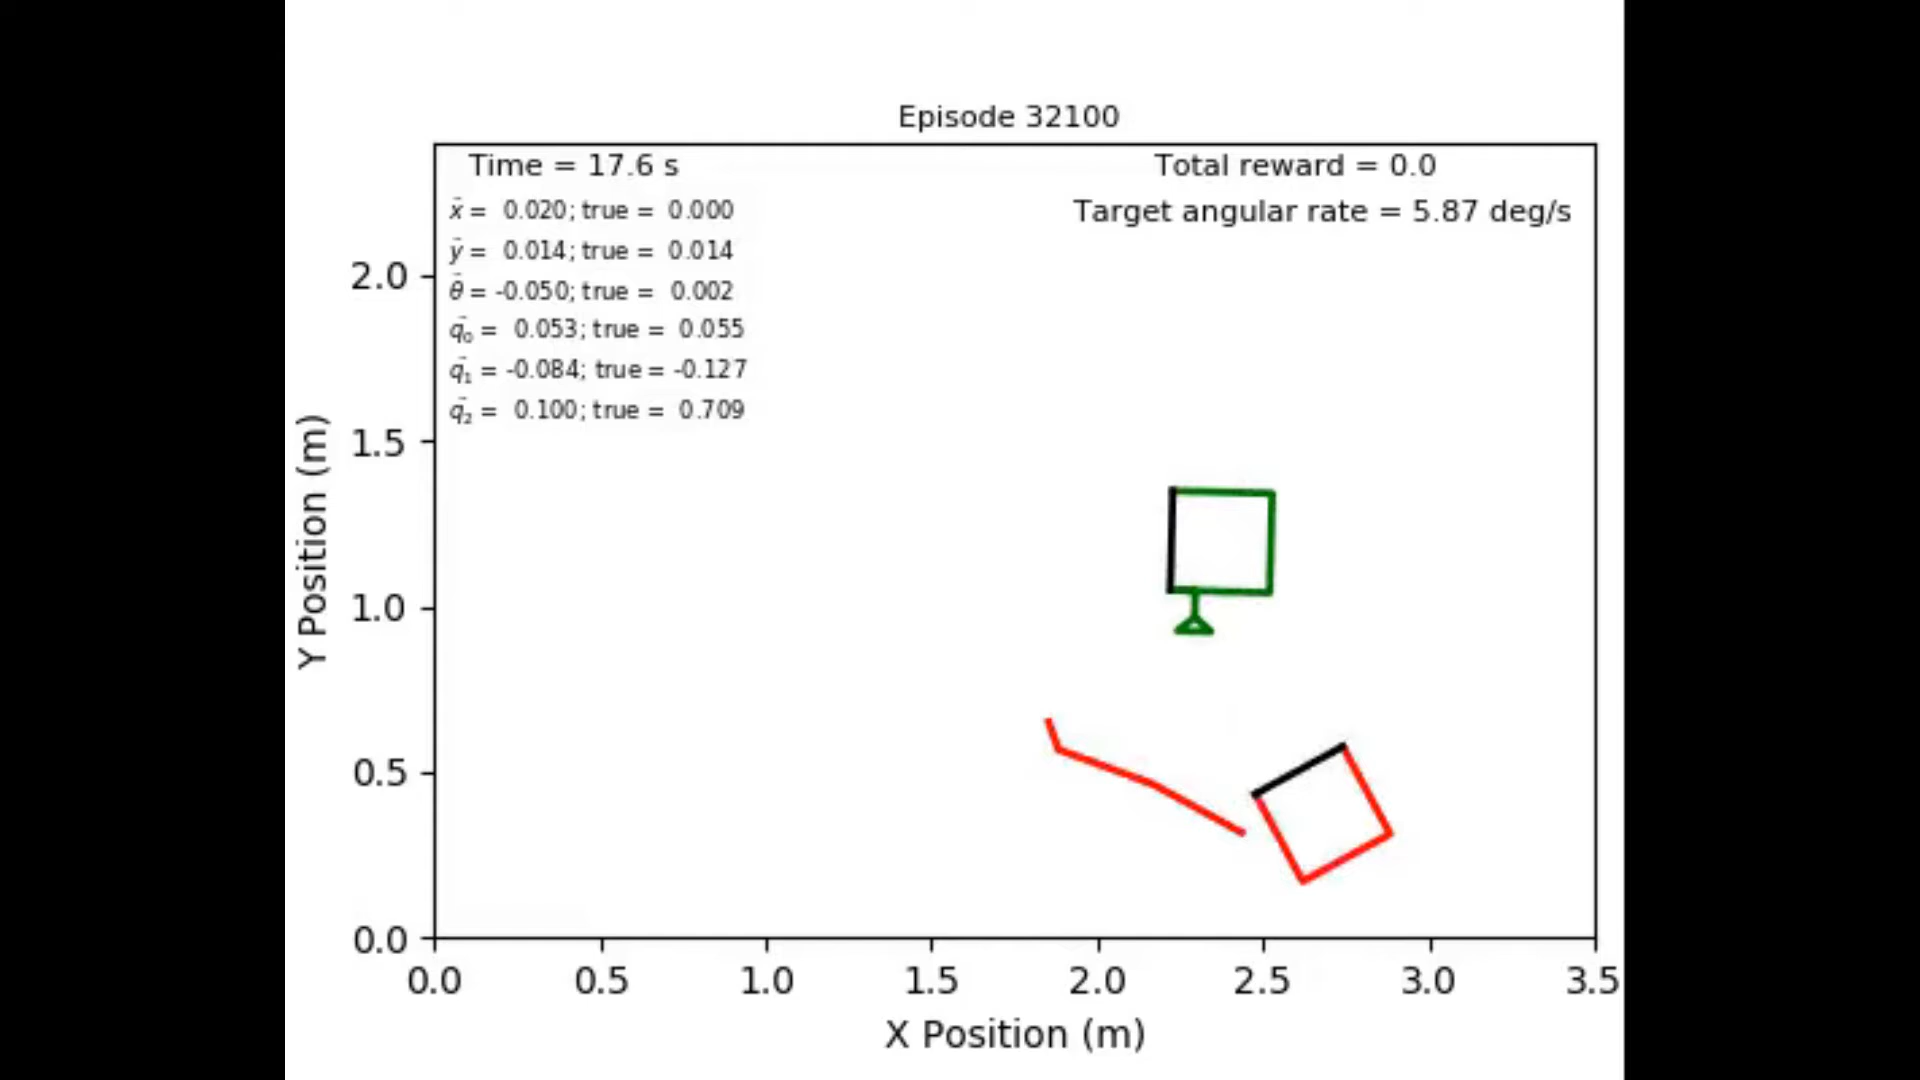 Episode 32100
Time = 17.6 s
Total reward = 0.0
ẋ̄ = 0.020; true = 0.000
Target angular rate = 5.87 deg/s
ẏ̄ = 0.014; true = 0.014
θ̇̄ = -0.050; true = 0.002
q̇̄₀ = 0.053; true = 0.055
q̇̄₁ = -0.084; true = -0.127
q̇̄₂ = 0.100; true = 0.709
2.0
1.5
1.0
0.5
0.0
Y Position (m)
0.0 0.5 1.0 1.5 2.0 2.5 3.0 3.5
X Position (m)